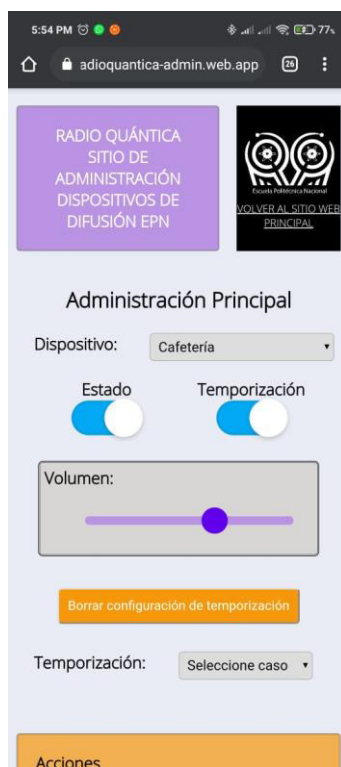 5:54 PM
77%
adioquantica-admin.web.app
26
RADIO QUÁNTICA
SITIO DE
ADMINISTRACIÓN
DISPOSITIVOS DE
DIFUSIÓN EPN
Escuela Politécnica Nacional
VOLVER AL SITIO WEB
PRINCIPAL
Administración Principal
Dispositivo:
Cafetería
Estado
Temporización
Volumen:
Borrar configuración de temporización
Temporización:
Seleccione caso
Acciones